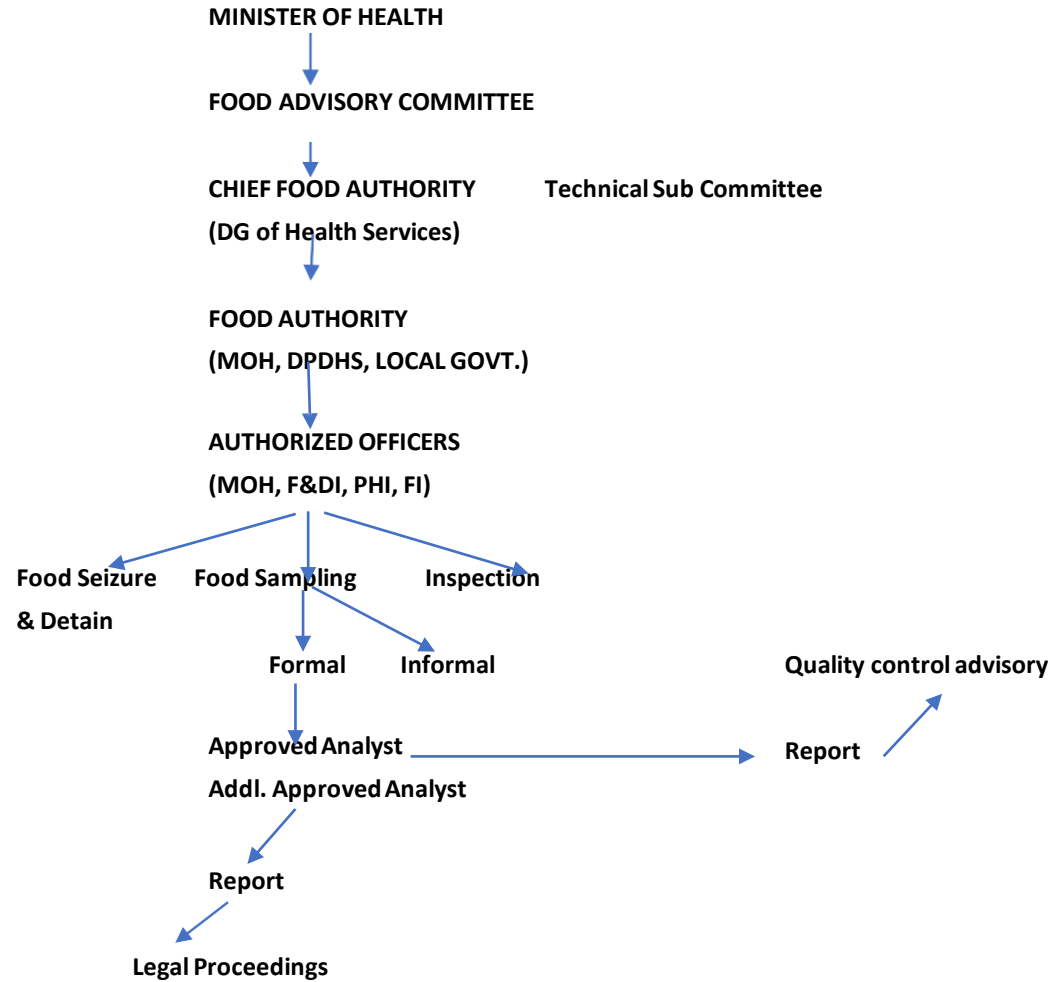 MINISTER OF HEALTH
FOOD ADVISORY COMMITTEE
CHIEF FOOD AUTHORITY Technical Sub Committee
(DG of Health Services)
FOOD AUTHORITY
(MOH, DPDHS, LOCAL GOVT.)
AUTHORIZED OFFICERS
(MOH, F&DI, PHI, FI)
Food Seizure Food Sampling Inspection
& Detain
Formal Informal Quality control advisory
Approved Analyst Report
Addl. Approved Analyst
Report
Legal Proceedings